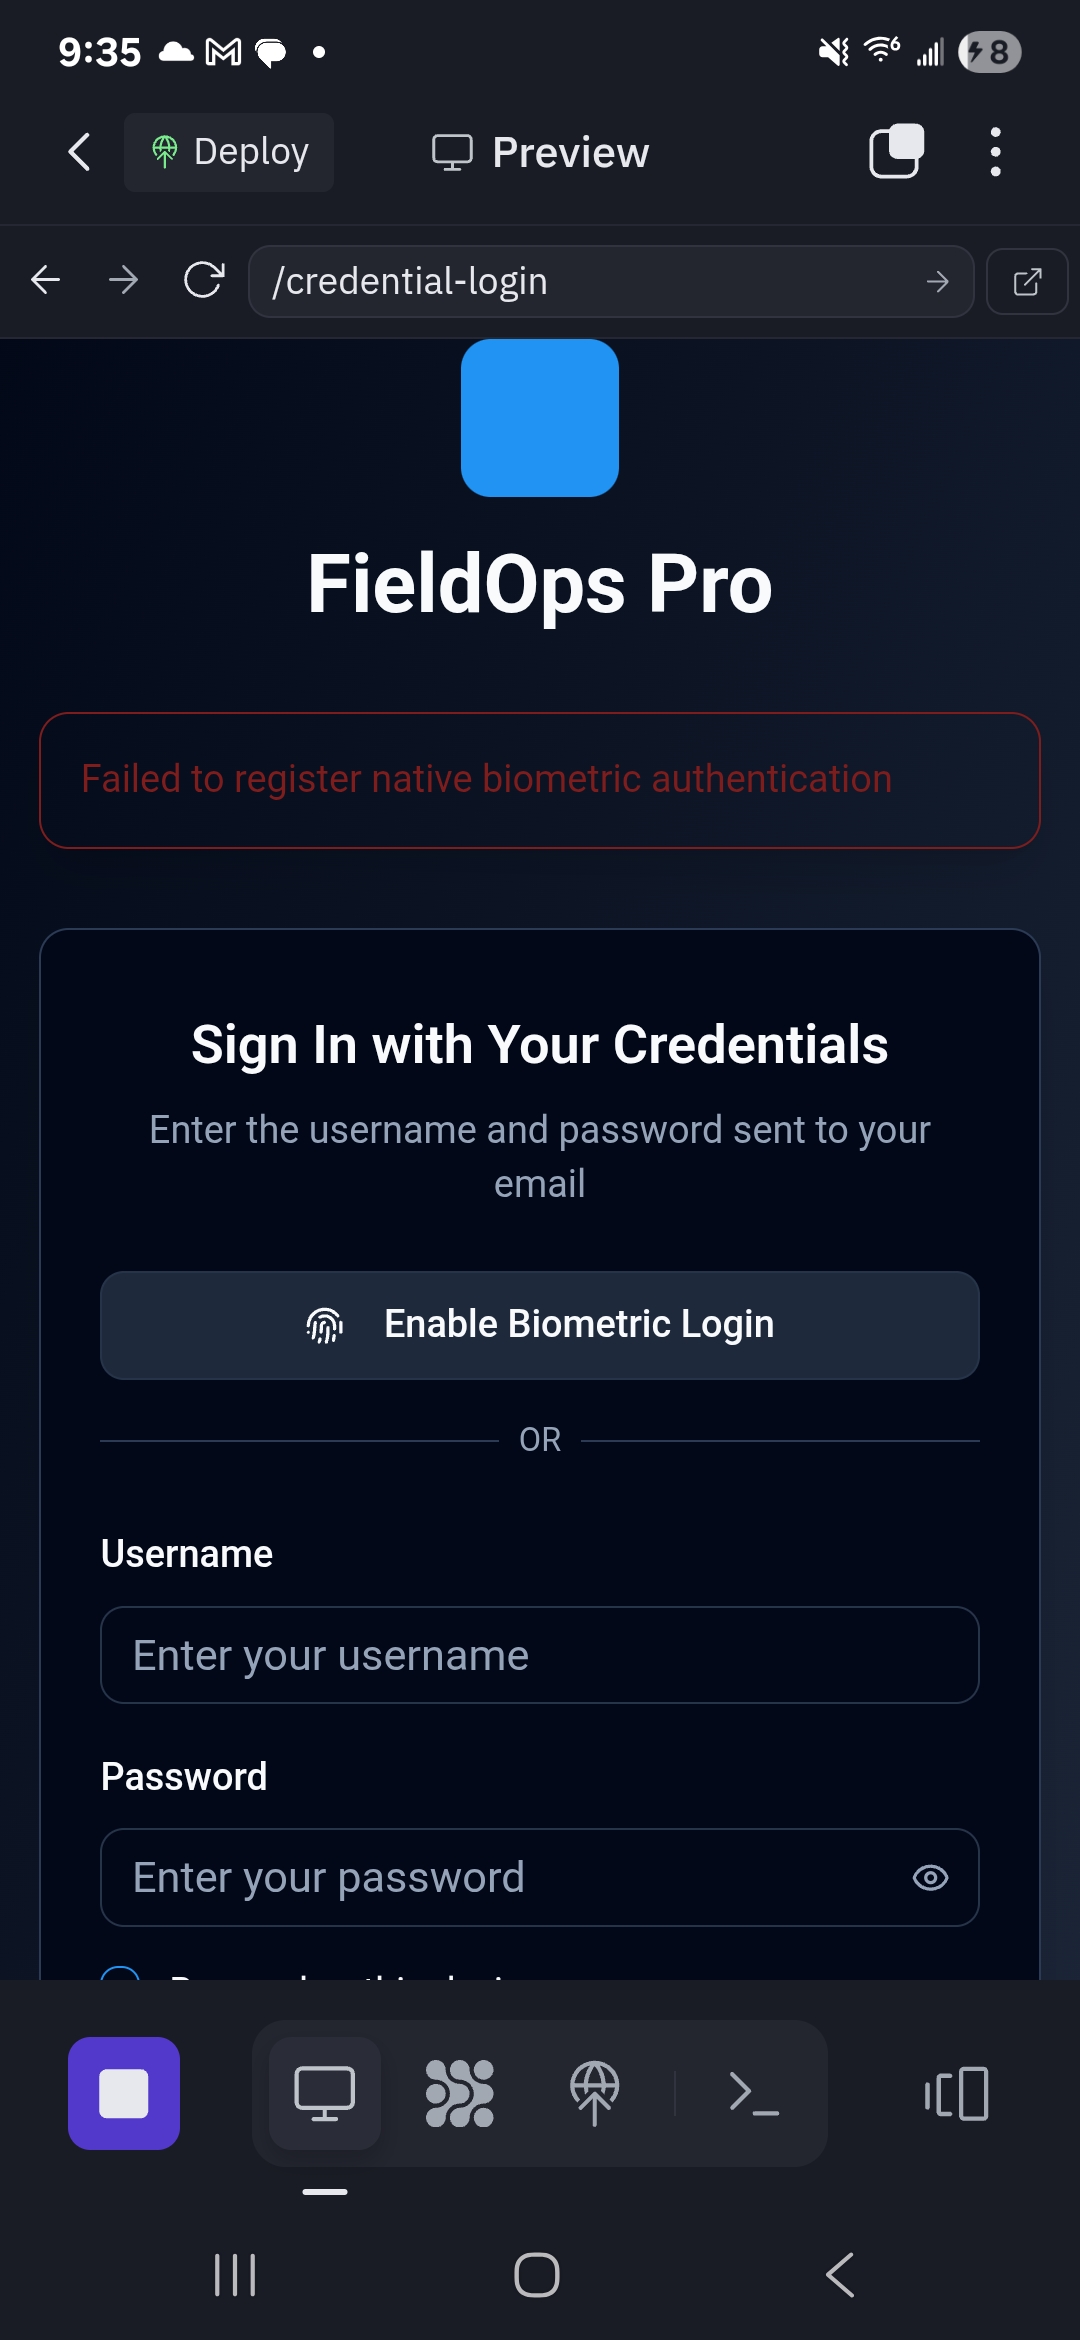 9:35
6
8
Deploy
Preview
/credential-login
FieldOps Pro
Failed to register native biometric authentication
Sign In with Your Credentials
Enter the username and password sent to your
email
Enable Biometric Login
OR
Username
Enter your username
Password
Enter your password